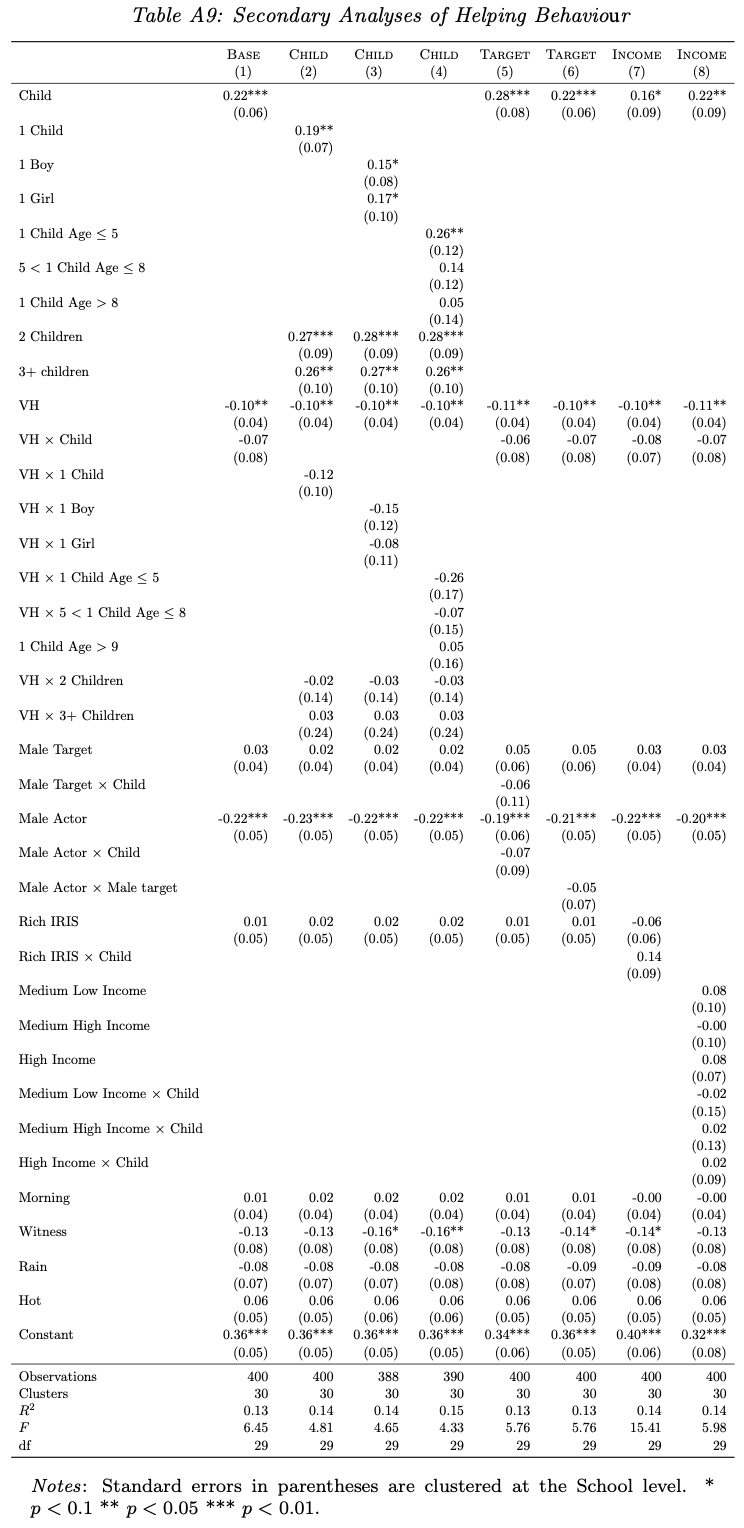 Table A9: Secondary Analyses of Helping Behaviour
BASE CHILD CHILD CHILD TARGET TARGET INCOME INCOME
(1) (2) (3) (4) (5) (6) (7) (8)
Child 0.22*** 0.28*** 0.22*** 0.16* 0.22**
(0.06) (0.08) (0.06) (0.09) (0.09)
1 Child 0.19**
(0.07)
1 Boy 0.15*
(0.08)
1 Girl 0.17*
(0.10)
1 Child Age ≤ 5 0.26**
(0.12)
5 < 1 Child Age ≤ 8 0.14
(0.12)
1 Child Age > 8 0.05
(0.14)
2 Children 0.27*** 0.28*** 0.28***
(0.09) (0.09) (0.09)
3+ children 0.26** 0.27** 0.26**
(0.10) (0.10) (0.10)
VH -0.10** -0.10** -0.10** -0.10** -0.11** -0.10** -0.10** -0.11**
(0.04) (0.04) (0.04) (0.04) (0.04) (0.04) (0.04) (0.04)
VH × Child -0.07 -0.06 -0.07 -0.08 -0.07
(0.08) (0.08) (0.08) (0.07) (0.08)
VH × 1 Child -0.12
(0.10)
VH × 1 Boy -0.15
(0.12)
VH × 1 Girl -0.08
(0.11)
VH × 1 Child Age ≤ 5 -0.26
(0.17)
VH × 5 < 1 Child Age ≤ 8 -0.07
(0.15)
1 Child Age > 9 0.05
(0.16)
VH × 2 Children -0.02 -0.03 -0.03
(0.14) (0.14) (0.14)
VH × 3+ Children 0.03 0.03 0.03
(0.24) (0.24) (0.24)
Male Target 0.03 0.02 0.02 0.02 0.05 0.05 0.03 0.03
(0.04) (0.04) (0.04) (0.04) (0.06) (0.06) (0.04) (0.04)
Male Target × Child -0.06
(0.11)
Male Actor -0.22*** -0.23*** -0.22*** -0.22*** -0.19*** -0.21*** -0.22*** -0.20***
(0.05) (0.05) (0.05) (0.05) (0.06) (0.05) (0.05) (0.05)
Male Actor × Child -0.07
(0.09)
Male Actor × Male target -0.05
(0.07)
Rich IRIS 0.01 0.02 0.02 0.02 0.01 0.01 -0.06
(0.05) (0.05) (0.05) (0.05) (0.05) (0.05) (0.06)
Rich IRIS × Child 0.14
(0.09)
Medium Low Income 0.08
(0.10)
Medium High Income -0.00
(0.10)
High Income 0.08
(0.07)
Medium Low Income × Child -0.02
(0.15)
Medium High Income × Child 0.02
(0.13)
High Income × Child 0.02
(0.09)
Morning 0.01 0.02 0.02 0.02 0.01 0.01 -0.00 -0.00
(0.04) (0.04) (0.04) (0.04) (0.04) (0.04) (0.04) (0.04)
Witness -0.13 -0.13 -0.16* -0.16** -0.13 -0.14* -0.14* -0.13
(0.08) (0.08) (0.08) (0.08) (0.08) (0.08) (0.08) (0.08)
Rain -0.08 -0.08 -0.08 -0.08 -0.08 -0.09 -0.09 -0.08
(0.07) (0.07) (0.07) (0.08) (0.08) (0.07) (0.08) (0.08)
Hot 0.06 0.06 0.06 0.06 0.06 0.06 0.06 0.06
(0.05) (0.05) (0.06) (0.06) (0.05) (0.05) (0.05) (0.05)
Constant 0.36*** 0.36*** 0.36*** 0.36*** 0.34*** 0.36*** 0.40*** 0.32***
(0.05) (0.05) (0.05) (0.05) (0.06) (0.05) (0.06) (0.08)
Observations 400 400 388 390 400 400 400 400
Clusters 30 30 30 30 30 30 30 30
R² 0.13 0.14 0.14 0.15 0.13 0.13 0.14 0.14
F 6.45 4.81 4.65 4.33 5.76 5.76 15.41 5.98
df 29 29 29 29 29 29 29 29
Notes: Standard errors in parentheses are clustered at the School level. *
p < 0.1 ** p < 0.05 *** p < 0.01.